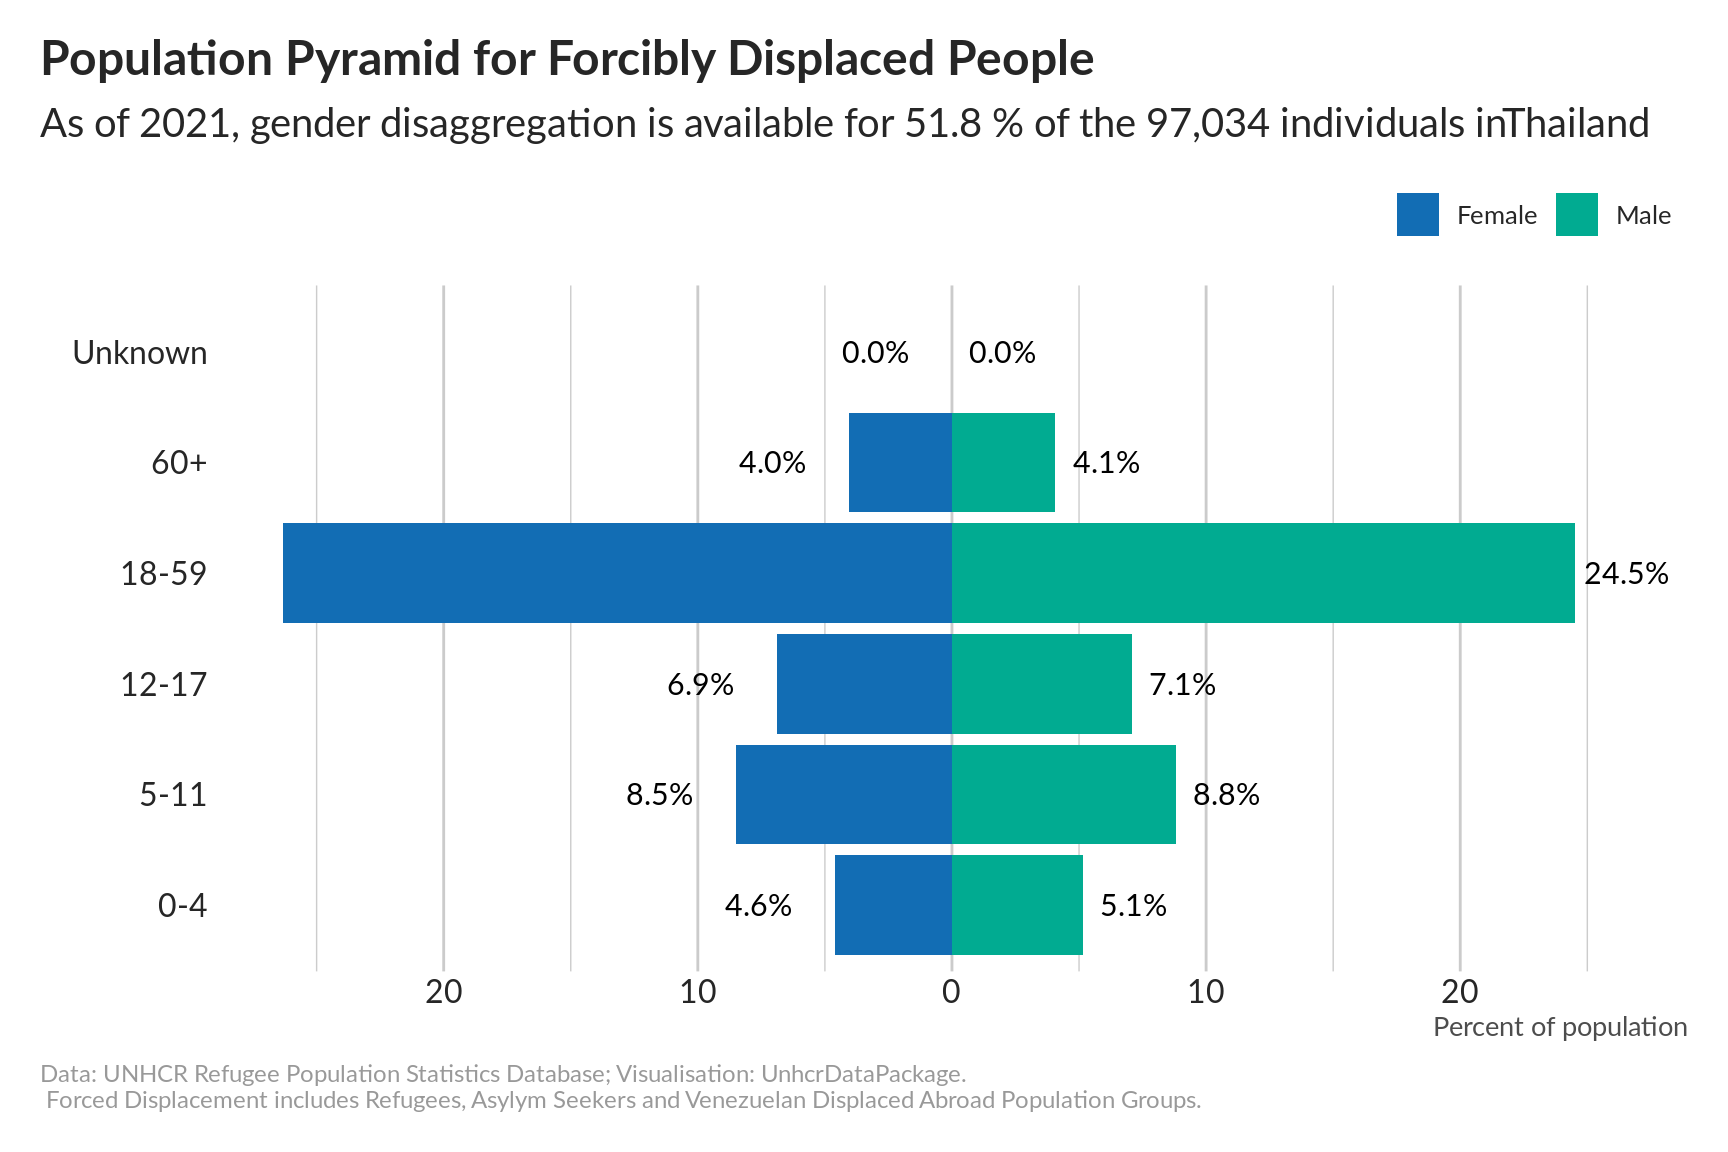 Population Pyramid for Forcibly Displaced People
As of 2021, gender disaggregation is available for 51.8 % of the 97,034 individuals inThailand
Female Male
Unknown 0.0% 0.0%
60+ 4.0% 4.1%
18-59 24.5%
12-17 6.9% 7.1%
5-11 8.5% 8.8%
0-4 4.6% 5.1%
20 10 0 10 20
Percent of population
Data: UNHCR Refugee Population Statistics Database; Visualisation: UnhcrDataPackage.
Forced Displacement includes Refugees, Asylym Seekers and Venezuelan Displaced Abroad Population Groups.